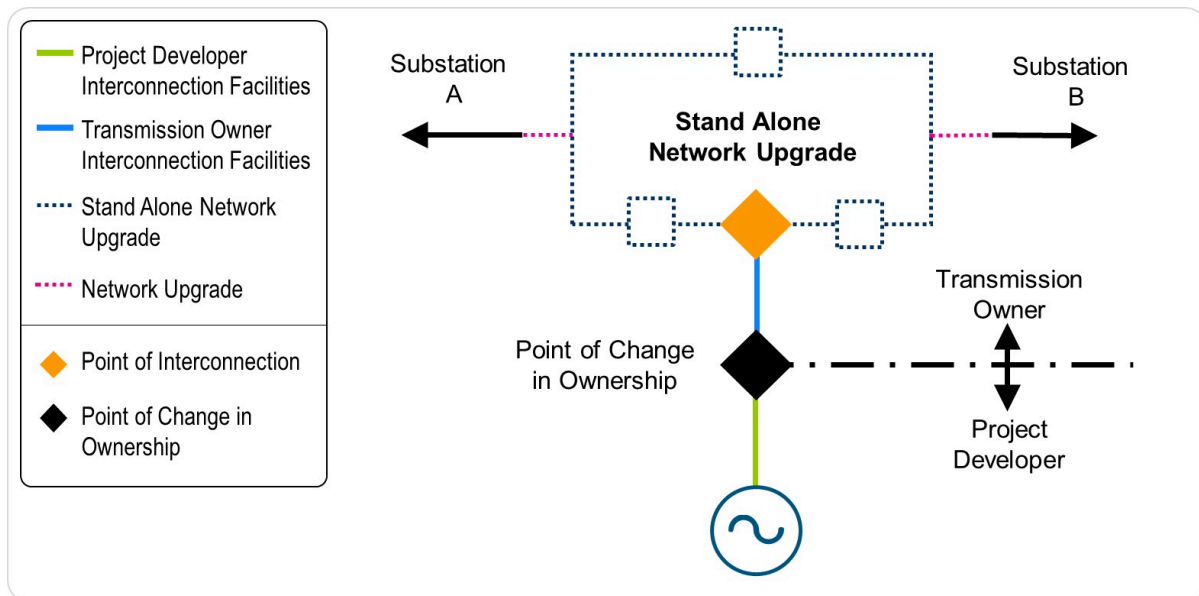 Project Developer
Interconnection Facilities
Transmission Owner
Interconnection Facilities
Stand Alone Network
Upgrade
Network Upgrade
Point of Interconnection
Point of Change in
Ownership
Substation
A
Stand Alone
Network Upgrade
Substation
B
Point of Change
in Ownership
Transmission
Owner
Project
Developer